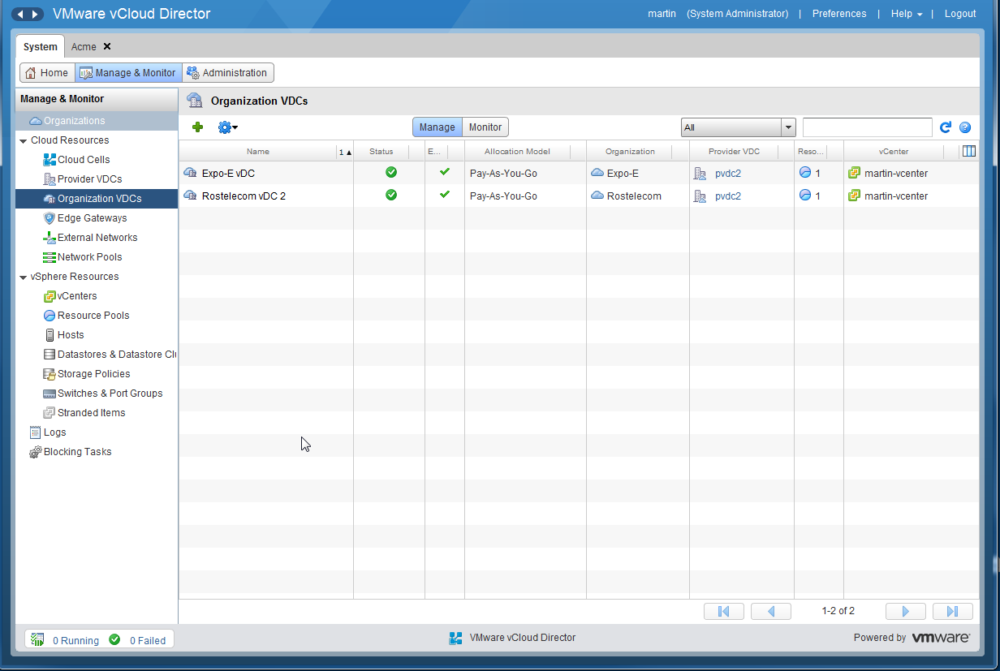 VMware vCloud Director
martin (System Administrator) | Preferences | Help | Logout
System Acme
Home Manage & Monitor Administration
Manage & Monitor
Organizations
Cloud Resources
Cloud Cells
Provider VDCs
Organization VDCs
Edge Gateways
External Networks
Network Pools
vSphere Resources
vCenters
Resource Pools
Hosts
Datastores & Datastore Clu
Storage Policies
Switches & Port Groups
Stranded Items
Logs
Blocking Tasks
Organization VDCs
Manage Monitor All
Name 1 ▲ Status E... Allocation Model Organization Provider VDC Reso... vCenter
Expo-E vDC Pay-As-You-Go Expo-E pvdc2 1 martin-vcenter
Rostelecom vDC 2 Pay-As-You-Go Rostelecom pvdc2 1 martin-vcenter
1-2 of 2
0 Running 0 Failed
VMware vCloud Director
Powered by vmware